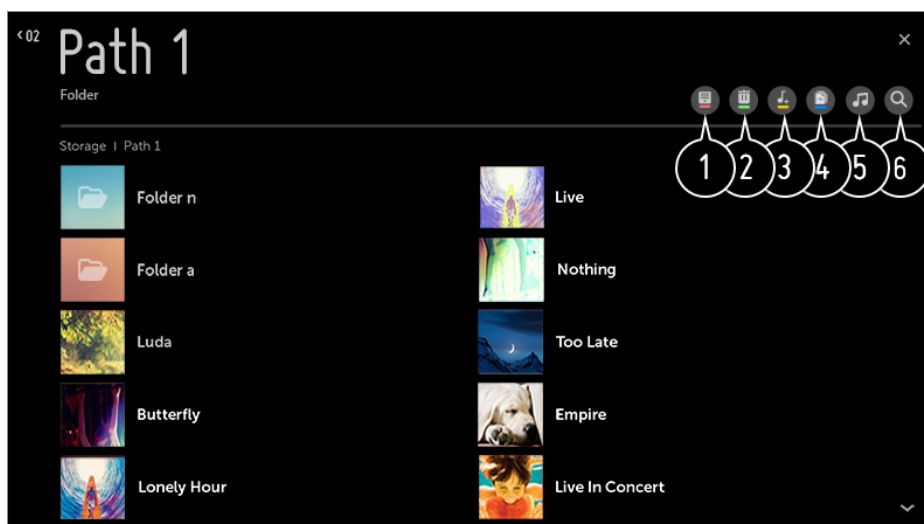 <02
Path 1
Folder
1 2 3 4 5 6
Storage I Path 1
Folder n
Live
Folder a
Nothing
Luda
Too Late
Butterfly
Empire
Lonely Hour
Live In Concert